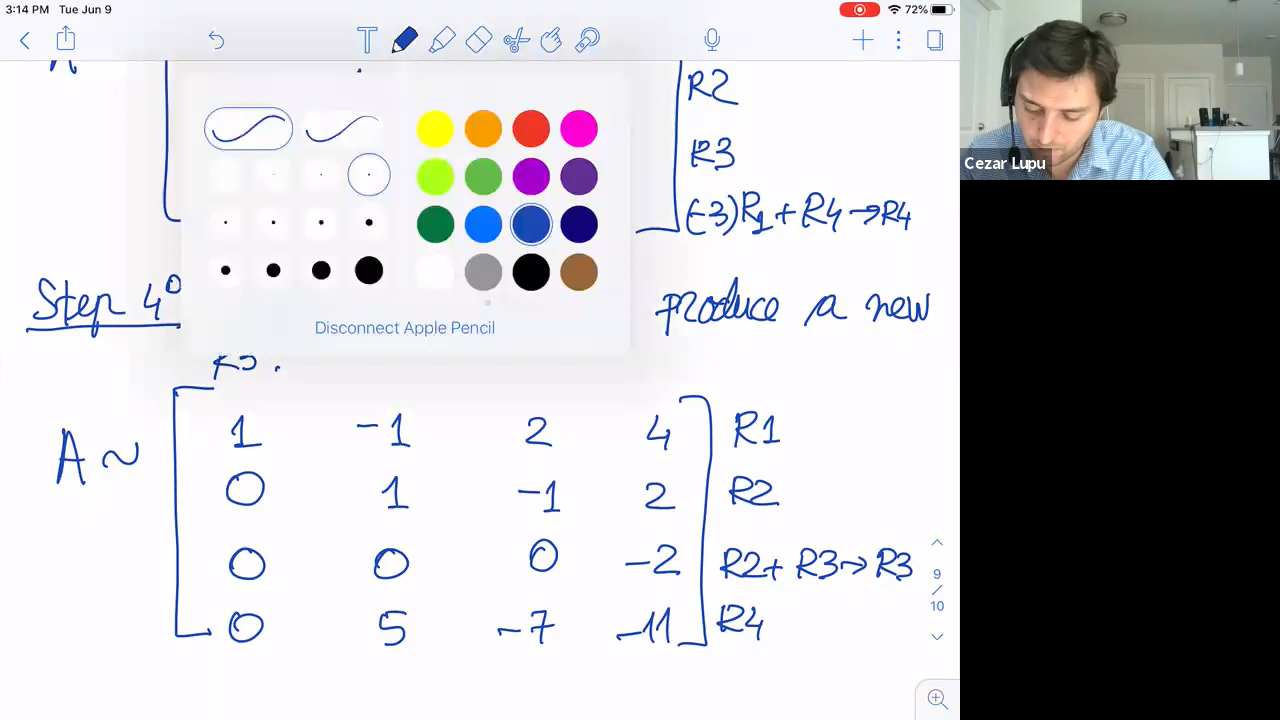 3:14 PM Tue Jun 9
72%
T
R2
R3
(-3)R1 + R4 → R4
Step 4°
produce a new
Disconnect Apple Pencil
A ~
1 -1 2 4 R1
0 1 -1 2 R2
0 0 0 -2 R2 + R3 → R3
0 5 -7 -11 R4
9
/
10
Cezar Lupu